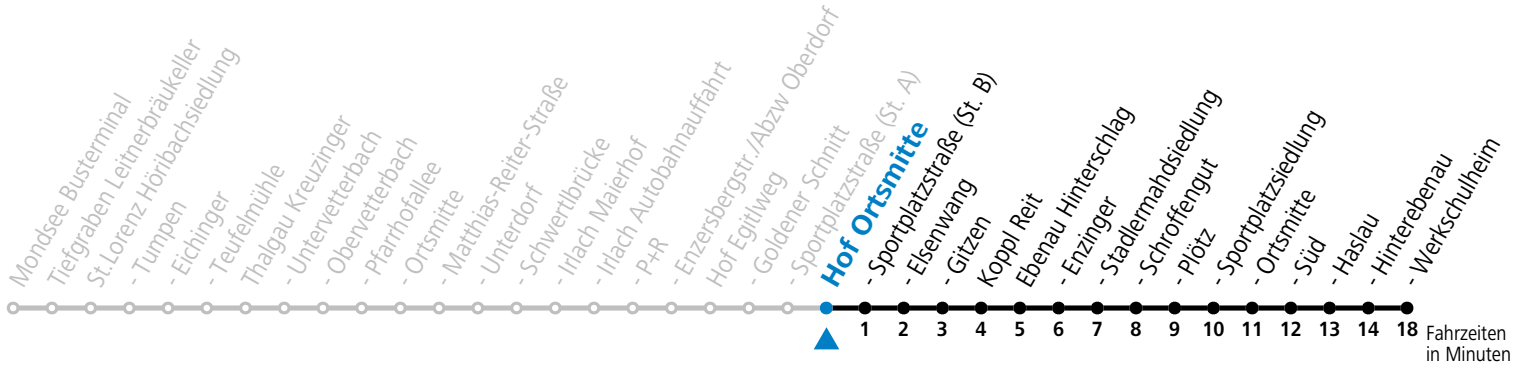 Mondsee Busterminal
Tiefgraben Leitnerbräukeller
St.Lorenz Höribachsiedlung
- Tumpen
- Eichinger
- Teufelmühle
Thalgau Kreuzinger
- Untervetterbach
- Obervetterbach
- Pfarrhofallee
- Ortsmitte
- Matthias-Reiter-Straße
- Unterdorf
- Schwertlbrücke
- Irlach Maierhof
- Irlach Autobahnauffahrt
- P+R
- Enzersbergstr./Abzw Oberdorf
Hof Egitlweg
- Goldener Schnitt
- Sportplatzstraße (St. A)
Hof Ortsmitte
- Sportplatzstraße (St. B)
- Elsenwang
- Gitzen
Koppl Reit
Ebenau Hinterschlag
- Enzinger
- Stadlermahdsiedlung
- Schroffengut
- Plötz
- Sportplatzsiedlung
- Ortsmitte
- Süd
- Haslau
- Hinterebenau
- Werkschulheim
1 2 3 4 5 6 7 8 9 10 11 12 13 14 18 Fahrzeiten
in Minuten